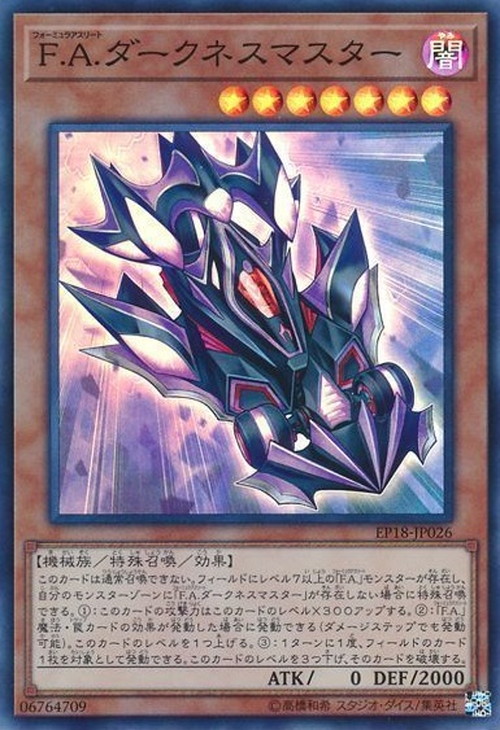 フォーミュラアスリート
F.A.ダークネスマスター
やみ
闇
EP18-JP026
【機械族／特殊召喚／効果】
このカードは通常召喚できない。フィールドにレベル7以上の「F.A.」モンスターが存在し、
自分のモンスターゾーンに「F.A.ダークネスマスター」が存在しない場合に特殊召喚
できる。①：このカードの攻撃力はこのカードのレベル×300アップする。②：「F.A.」
魔法・罠カードの効果が発動した場合に発動できる(ダメージステップでも発動
可能)。このカードのレベルを1つ上げる。③：1ターンに1度、フィールドのカード
1枚を対象として発動できる。このカードのレベルを3つ下げ、そのカードを破壊する。
ATK/ 0 DEF/2000
06764709
©高橋和希 スタジオ・ダイス/集英社